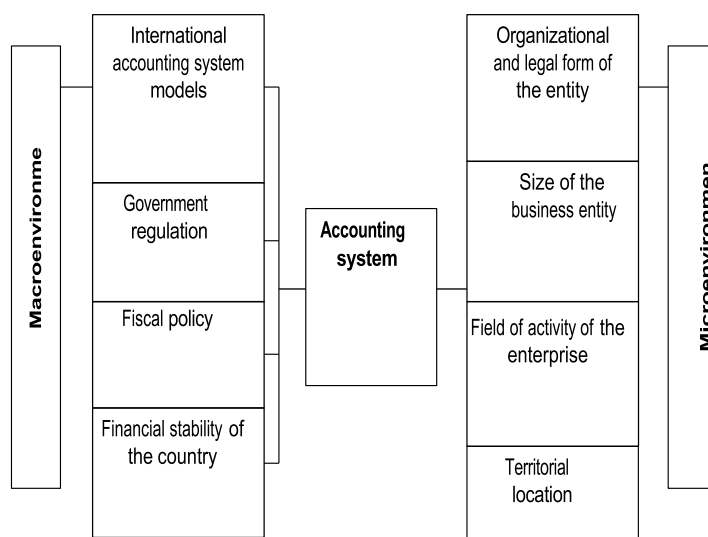 Macroenvironme
International
accounting system
models
Government
regulation
Fiscal policy
Financial stability of
the country
Accounting
system
Organizational
and legal form of
the entity
Size of the
business entity
Field of activity of the
enterprise
Territorial
location
Microenvironmen